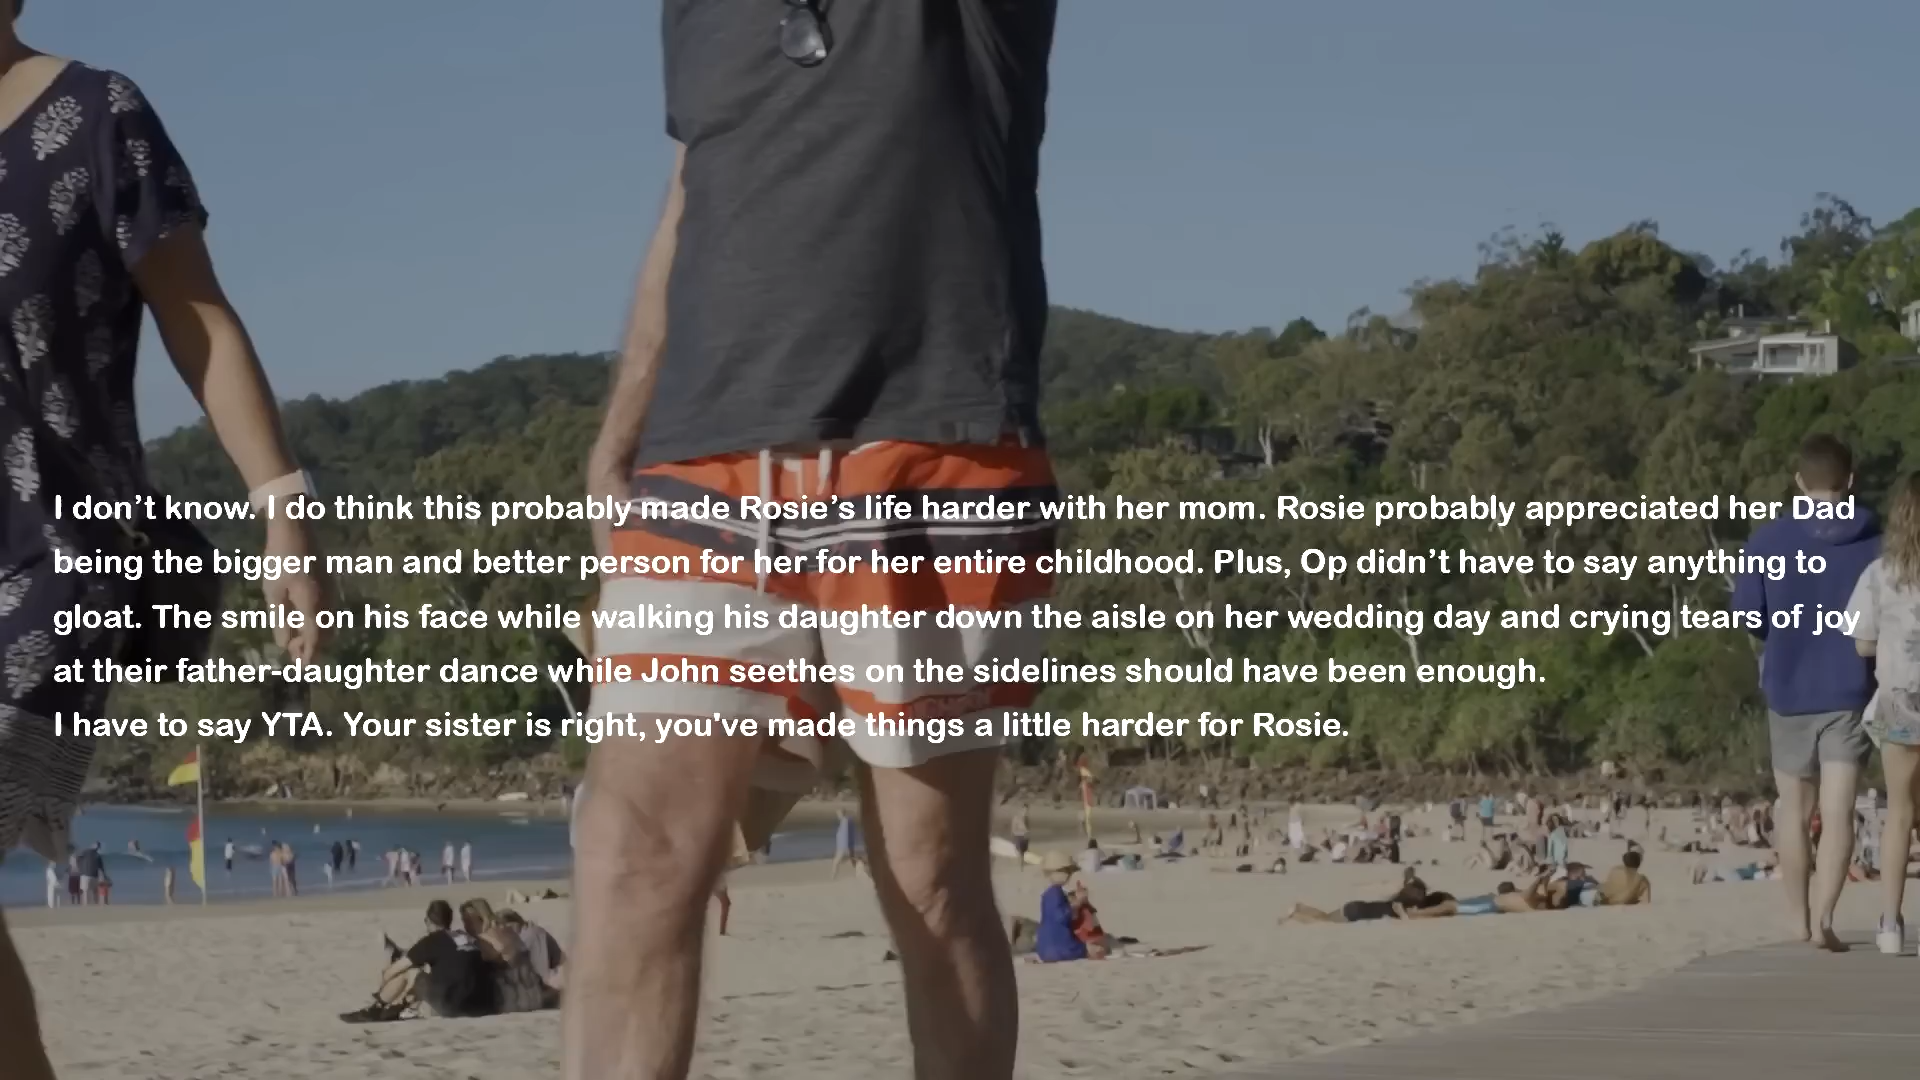 I don’t know. I do think this probably made Rosie’s life harder with her mom. Rosie probably appreciated her Dad
being the bigger man and better person for her for her entire childhood. Plus, Op didn’t have to say anything to
gloat. The smile on his face while walking his daughter down the aisle on her wedding day and crying tears of joy
at their father-daughter dance while John seethes on the sidelines should have been enough.
I have to say YTA. Your sister is right, you've made things a little harder for Rosie.